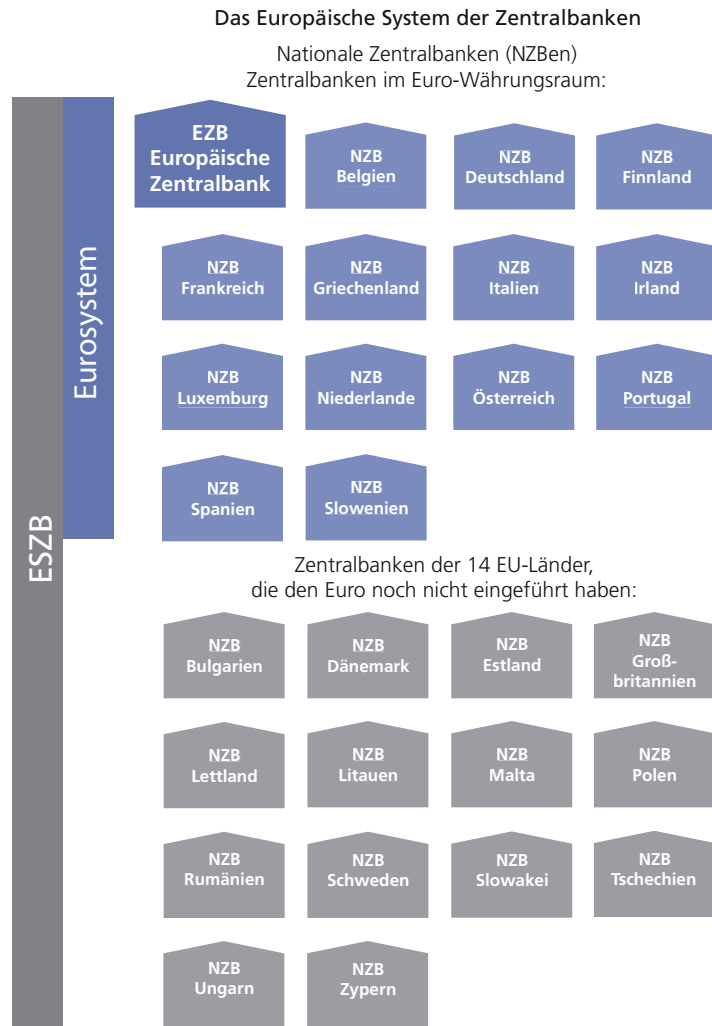 Das Europäische System der Zentralbanken
Nationale Zentralbanken (NZBen)
Zentralbanken im Euro-Währungsraum:
ESZB
Eurosystem
EZB
Europäische
Zentralbank
NZB
Belgien
NZB
Deutschland
NZB
Finnland
NZB
Frankreich
NZB
Griechenland
NZB
Italien
NZB
Irland
NZB
Luxemburg
NZB
Niederlande
NZB
Österreich
NZB
Portugal
NZB
Spanien
NZB
Slowenien
Zentralbanken der 14 EU-Länder,
die den Euro noch nicht eingeführt haben:
NZB
Bulgarien
NZB
Dänemark
NZB
Estland
NZB
Groß-
britannien
NZB
Lettland
NZB
Litauen
NZB
Malta
NZB
Polen
NZB
Rumänien
NZB
Schweden
NZB
Slowakei
NZB
Tschechien
NZB
Ungarn
NZB
Zypern